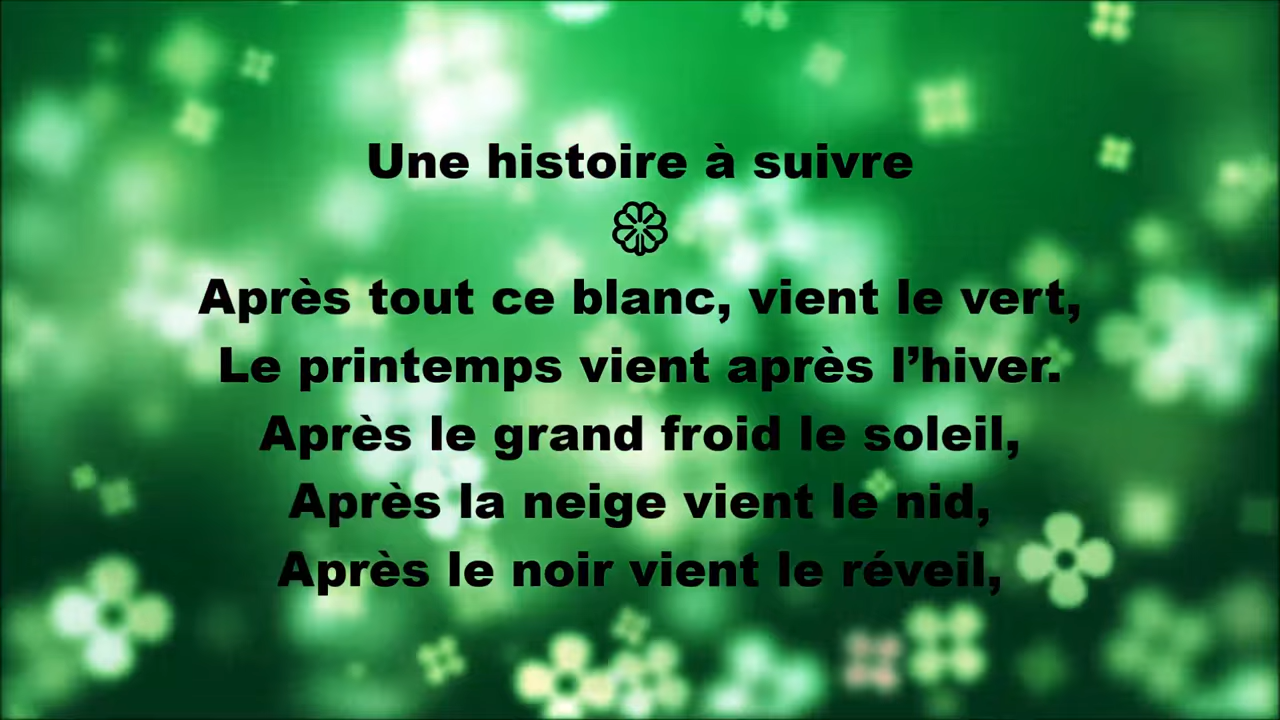 Une histoire à suivre
Après tout ce blanc, vient le vert,
Le printemps vient après l’hiver.
Après le grand froid le soleil,
Après la neige vient le nid,
Après le noir vient le réveil,